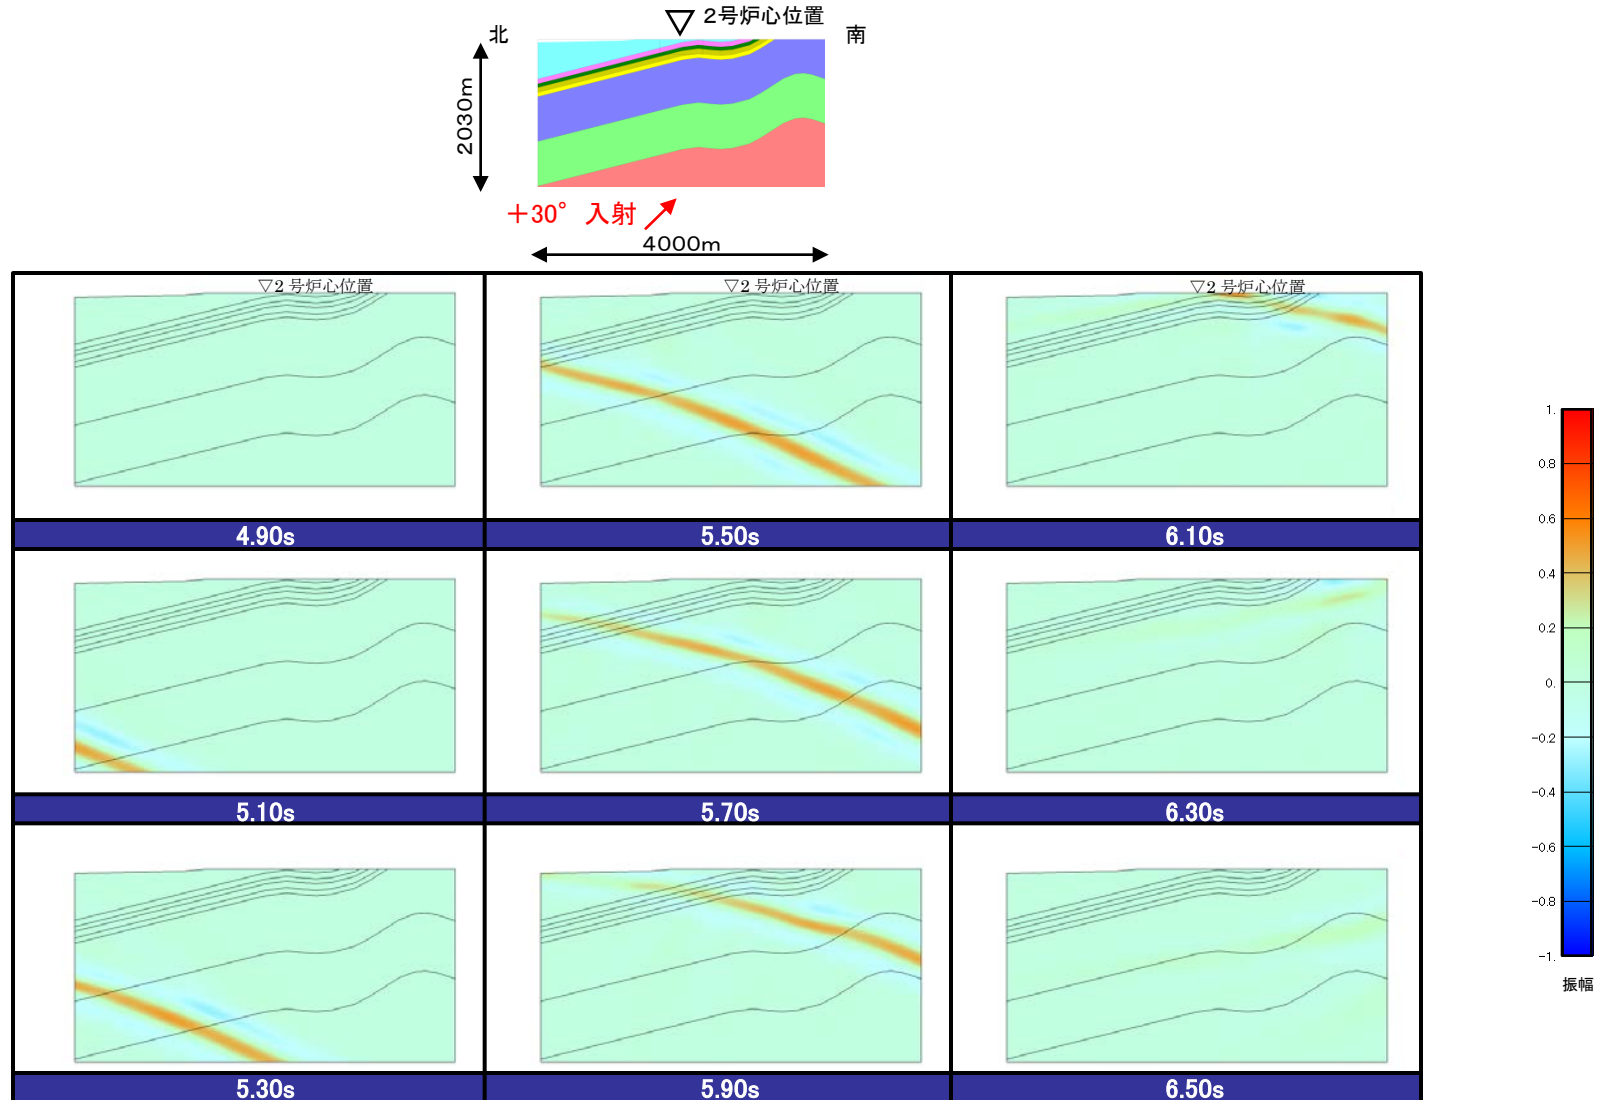 2号炉心位置
北
南
2030m
+30° 入射
4000m
▽2 号炉心位置
▽2 号炉心位置
▽2 号炉心位置
4.90s
5.50s
6.10s
5.10s
5.70s
6.30s
5.30s
5.90s
6.50s
1.
0.8
0.6
0.4
0.2
0.
-0.2
-0.4
-0.6
-0.8
-1.
振幅